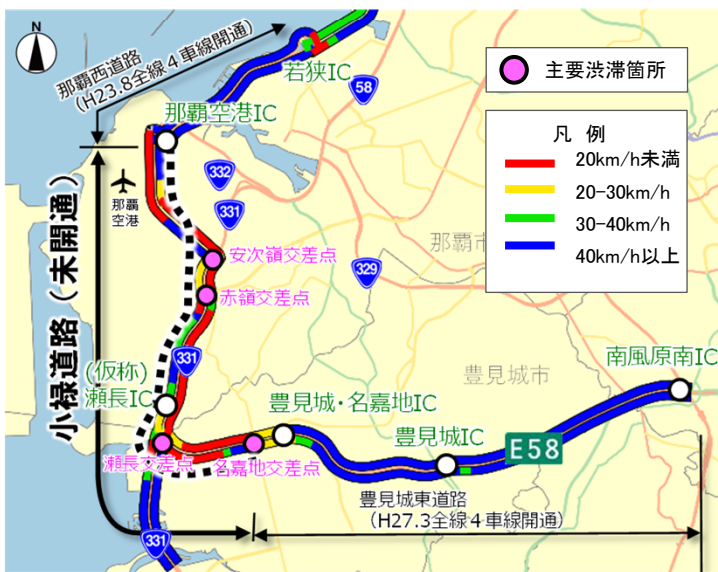 N
那覇西道路
(H23.8全線4車線開通)
若狭IC
主要渋滞箇所
58
那覇空港IC
凡 例
20km/h未満
20-30km/h
30-40km/h
40km/h以上
332
那覇
空港
331
那覇市
安次嶺交差点
329
小禄道路(未開通)
赤嶺交差点
331
南風原南IC
(仮称)
瀬長IC
豊見城市
豊見城・名嘉地IC
豊見城IC
E58
瀬長交差点
名嘉地交差点
豊見城東道路
(H27.3全線4車線開通)
331